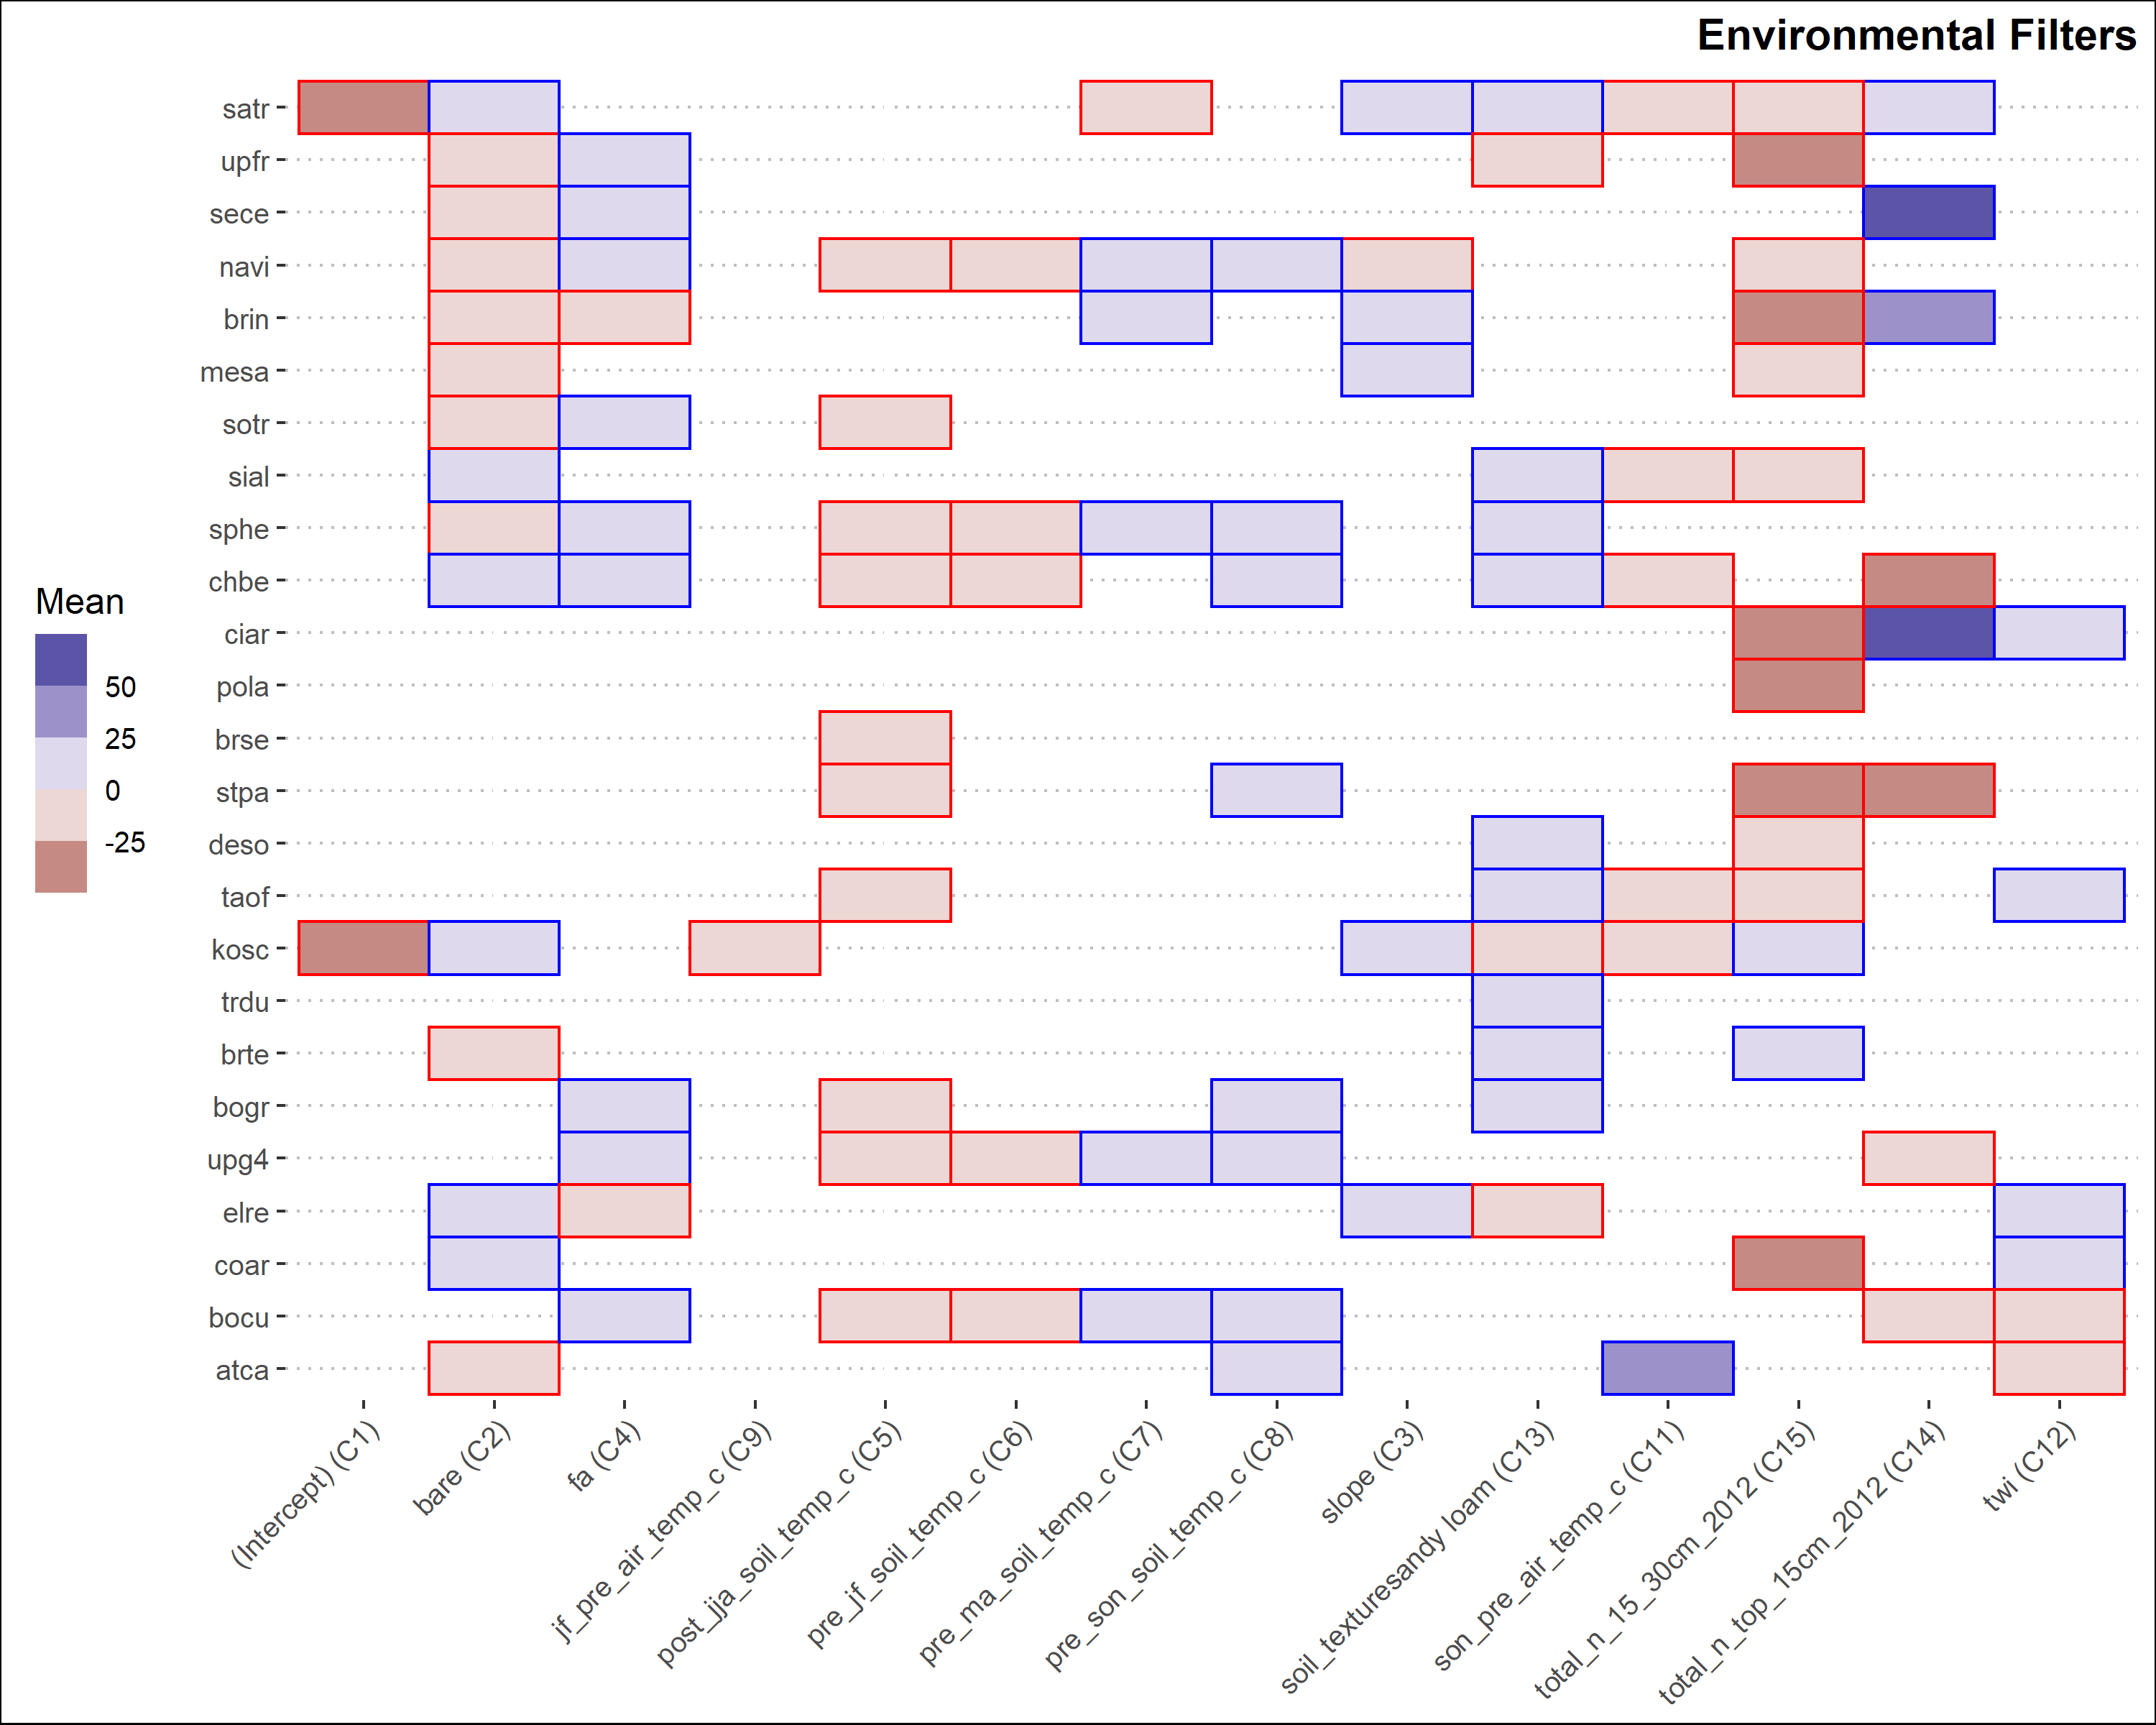 Environmental Filters
satr
upfr
sece
navi
brin
mesa
sotr
sial
sphe
chbe
ciar
pola
brse
stpa
deso
taof
kosc
trdu
brte
bogr
upg4
elre
coar
bocu
atca
Mean
50
25
0
-25
(Intercept) (C1)
bare (C2)
fa (C4)
jf_pre_air_temp_c (C9)
post_jja_soil_temp_c (C5)
pre_jf_soil_temp_c (C6)
pre_ma_soil_temp_c (C7)
pre_son_soil_temp_c (C8)
slope (C3)
soil_texturesandy loam (C13)
son_pre_air_temp_c (C11)
total_n_15_30cm_2012 (C15)
total_n_top_15cm_2012 (C14)
twi (C12)